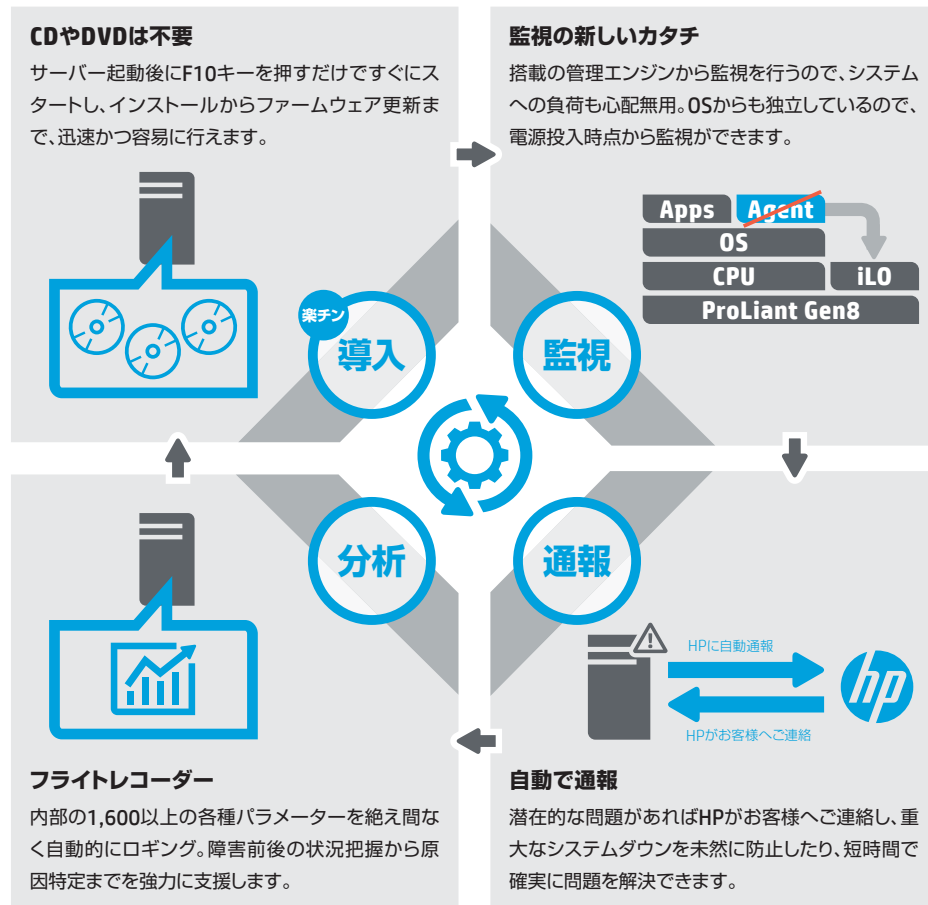 CDやDVDは不要
サーバー起動後にF10キーを押すだけですぐにス
タートし、インストールからファームウェア更新ま
で、迅速かつ容易に行えます。
監視の新しいカタチ
搭載の管理エンジンから監視を行うので、システム
への負荷も心配無用。OSからも独立しているので、
電源投入時点から監視ができます。
Apps
Agent
OS
CPU
iLO
ProLiant Gen8
楽チン
導入
監視
分析
通報
HPに自動通報
hp
HPがお客様へご連絡
フライトレコーダー
内部の1,600以上の各種パラメーターを絶え間な
く自動的にロギング。障害前後の状況把握から原
因特定までを強力に支援します。
自動で通報
潜在的な問題があればHPがお客様へご連絡し、重
大なシステムダウンを未然に防止したり、短時間で
確実に問題を解決できます。